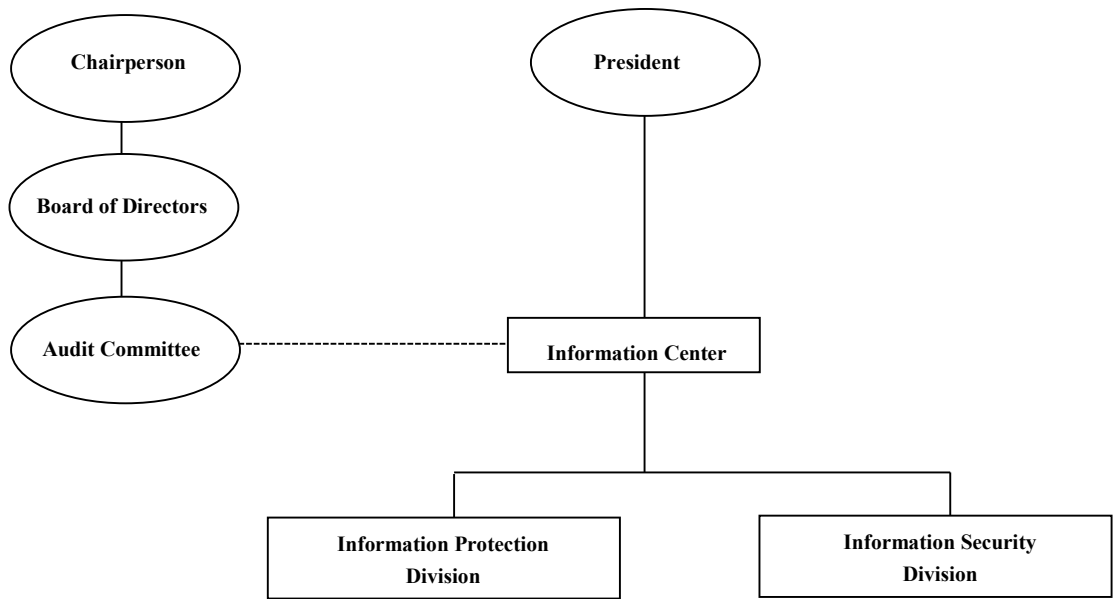 Chairperson
President
Board of Directors
Audit Committee
Information Center
Information Protection
Division
Information Security
Division